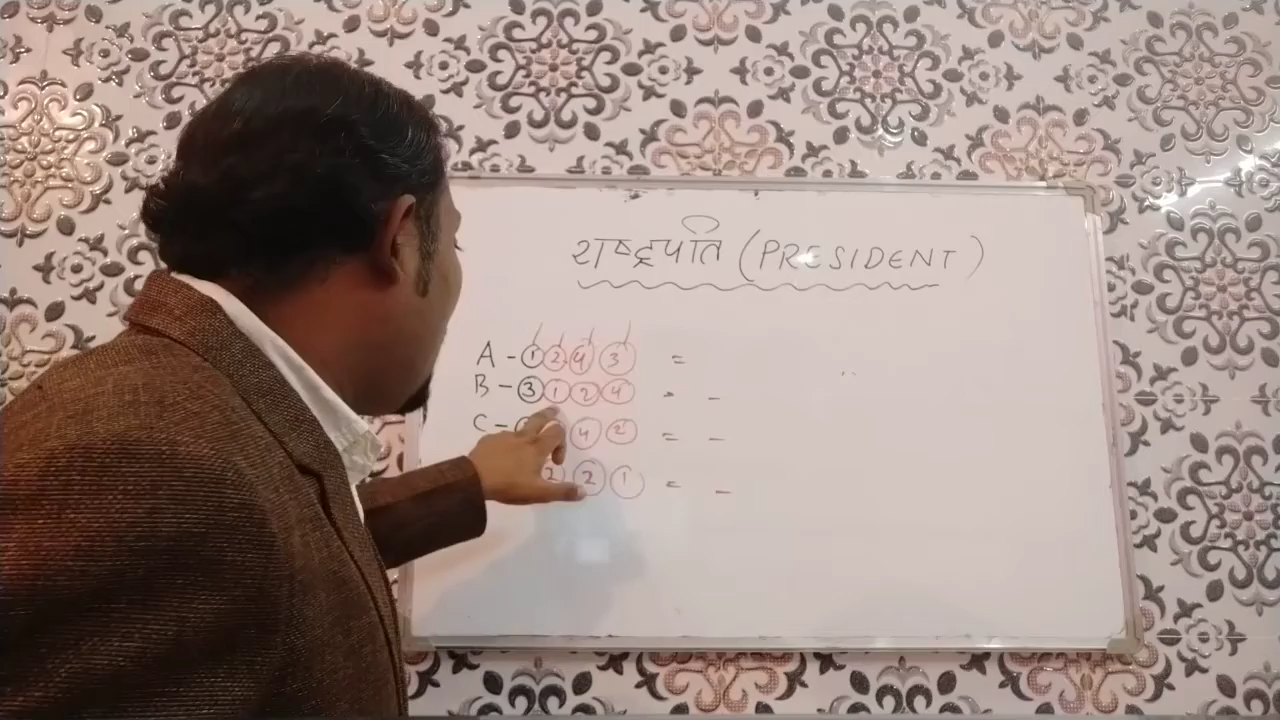 राष्ट्रपति (PRESIDENT)
A - 1 2 4 3 =
B - 3 1 2 4 = -
C - 4 2 = -
2 2 1 = -